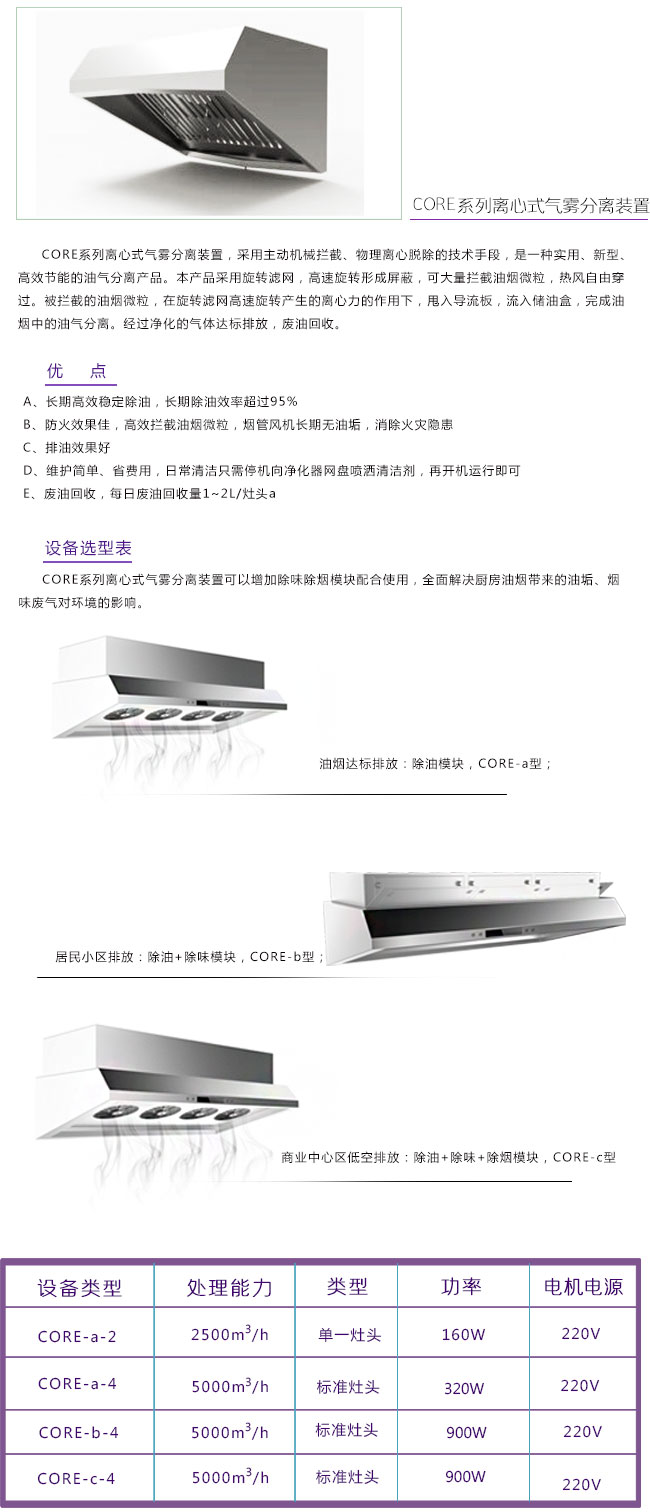 CORE系列离心式气雾分离装置
CORE系列离心式气雾分离装置，采用主动机械拦截、物理离心脱除的技术手段，是一种实用、新型、
高效节能的油气分离产品。本产品采用旋转滤网，高速旋转形成屏蔽，可大量拦截油烟微粒，热风自由穿
过。被拦截的油烟微粒，在旋转滤网高速旋转产生的离心力的作用下，甩入导流板，流入储油盒，完成油
烟中的油气分离。经过净化的气体达标排放，废油回收。
优 点
A、长期高效稳定除油，长期除油效率超过95%
B、防火效果佳，高效拦截油烟微粒，烟管风机长期无油垢，消除火灾隐患
C、排油效果好
D、维护简单、省费用，日常清洁只需停机向净化器网盘喷洒清洁剂，再开机运行即可
E、废油回收，每日废油回收量1~2L/灶头a
设备选型表
CORE系列离心式气雾分离装置可以增加除味除烟模块配合使用，全面解决厨房油烟带来的油垢、烟
味废气对环境的影响。
油烟达标排放：除油模块，CORE-a型；
居民小区排放：除油+除味模块，CORE-b型；
商业中心区低空排放：除油+除味+除烟模块，CORE-c型
设备类型 处理能力 类型 功率 电机电源
CORE-a-2 2500m³/h 单一灶头 160W 220V
CORE-a-4 5000m³/h 标准灶头 320W 220V
CORE-b-4 5000m³/h 标准灶头 900W 220V
CORE-c-4 5000m³/h 标准灶头 900W 220V